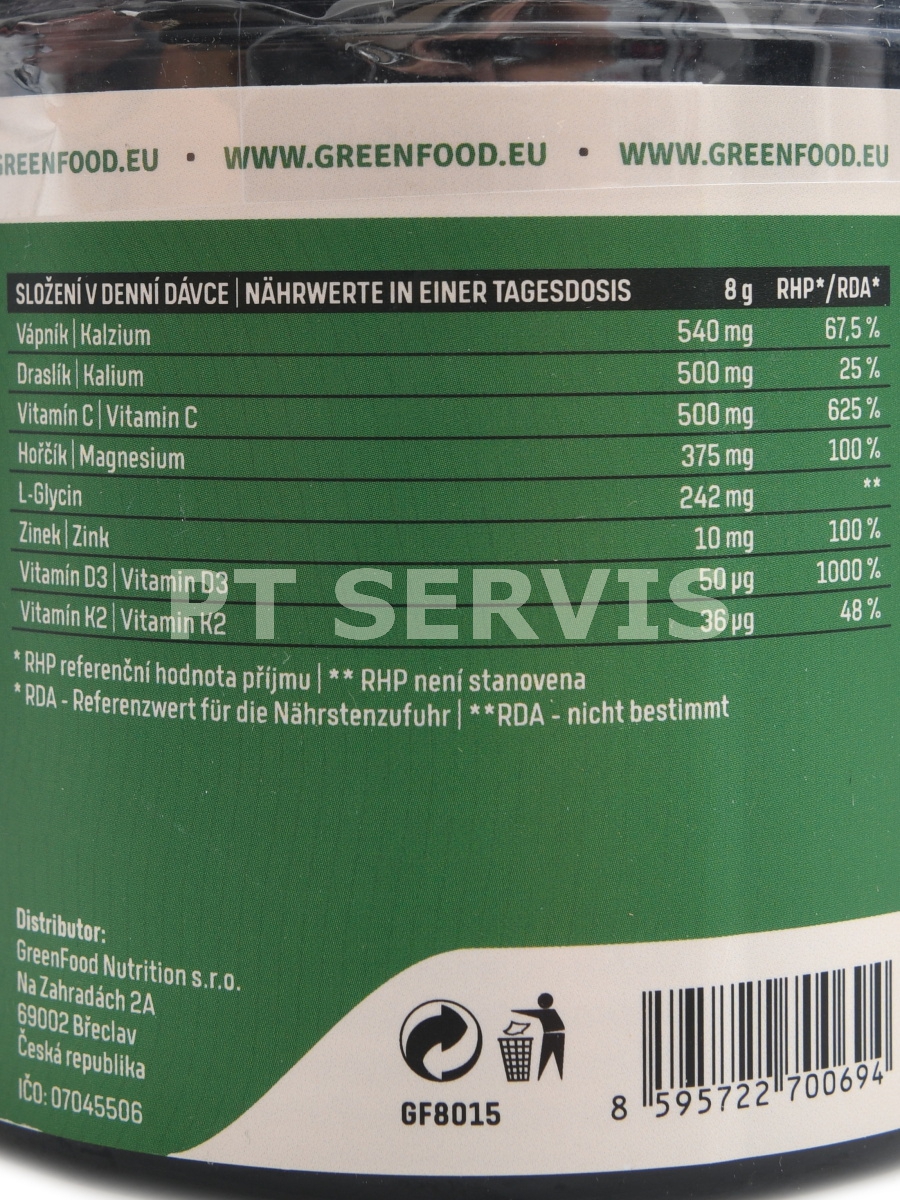 GREENFOOD.EU • WWW.GREENFOOD.EU • WWW.GREENFOOD.EU
SLOŽENÍ V DENNÍ DÁVCE | NÄHRWERTE IN EINER TAGESDOSIS 8 g RHP*/RDA*
Vápník | Kalzium 540 mg 67,5 %
Draslík | Kalium 500 mg 25 %
Vitamín C | Vitamin C 500 mg 625 %
Hořčík | Magnesium 375 mg 100 %
L-Glycin 242 mg **
Zinek | Zink 10 mg 100 %
Vitamín D3 | Vitamin D3 50 µg 1000 %
Vitamín K2 | Vitamin K2 36 µg 48 %
PT SERVIS
* RHP referenční hodnota příjmu | ** RHP není stanovena
* RDA - Referenzwert für die Nährstenzufuhr | **RDA - nicht bestimmt
Distributor:
GreenFood Nutrition s.r.o.
Na Zahradách 2A
69002 Břeclav
Česká republika
IČO: 07045506
GF8015
8 595722 700694